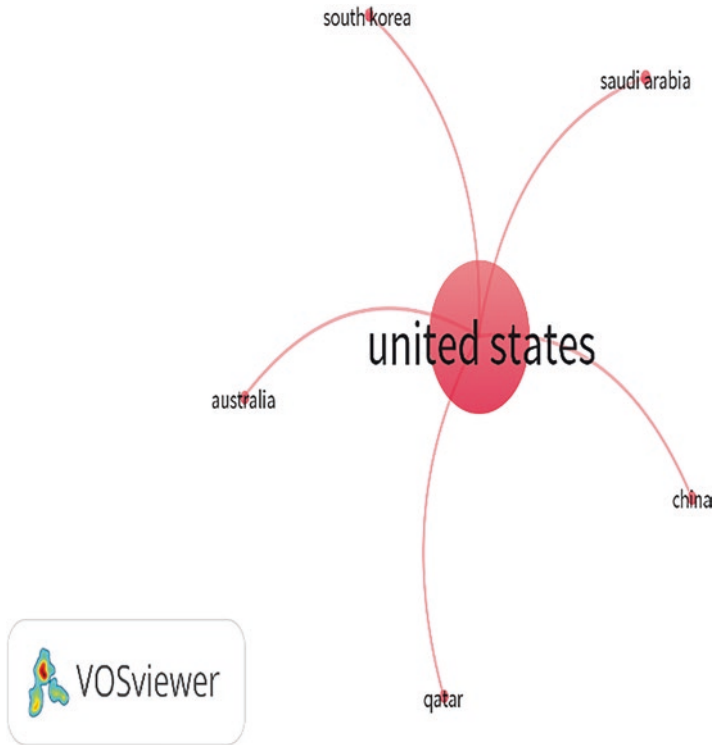 south korea
saudi arabia
united states
australia
china
VOSviewer
qatar